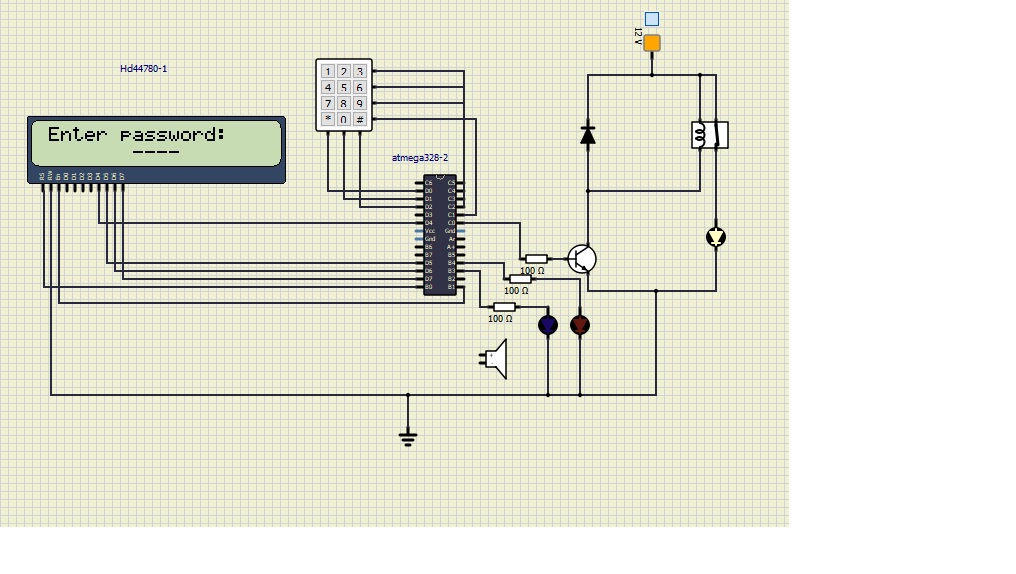 12 V
Hd44780-1
1 2 3
4 5 6
7 8 9
* 0 #
Enter password:
----
RS RW En D0 D1 D2 D3 D4 D5 D6 D7
atmega328-2
C6 C5
D0 C4
D1 C3
D2 C2
D3 C1
D4 C0
Vcc Gnd
Gnd Ar
B6 A+
B7 B5
D5 B4
D6 B3
D7 B2
B0 B1
100 Ω
100 Ω
100 Ω